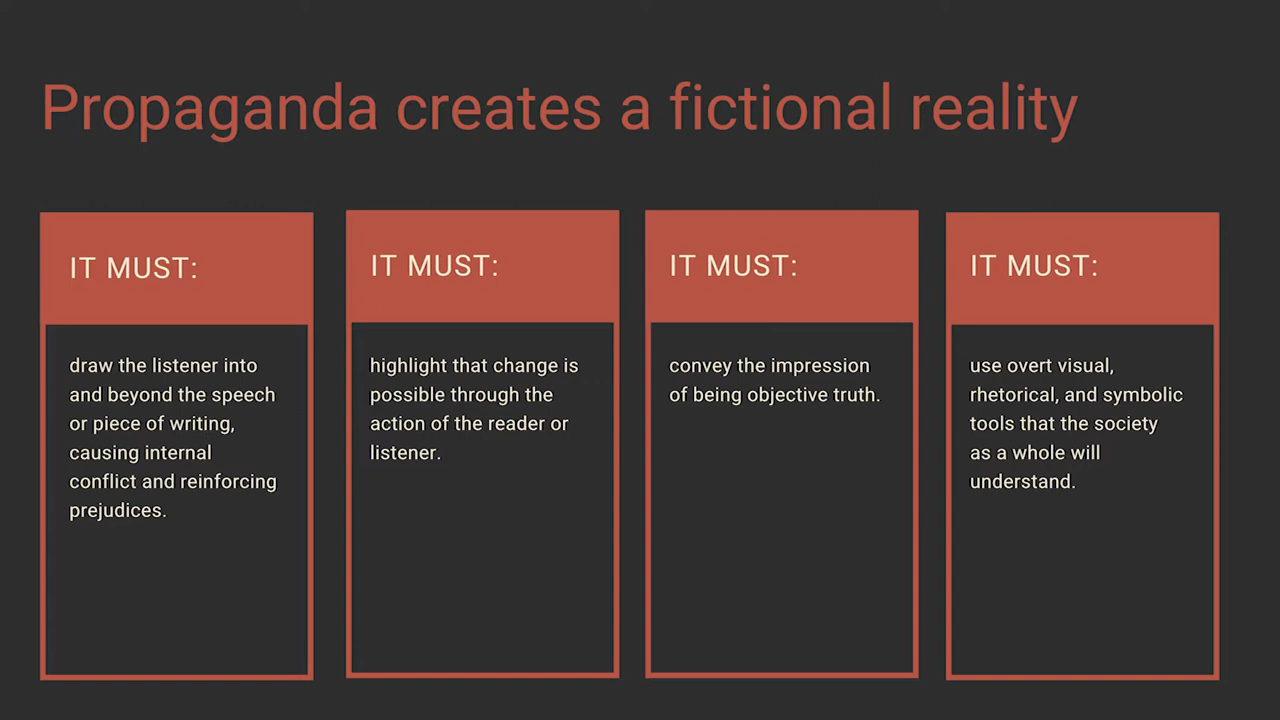 Propaganda creates a fictional reality
IT MUST:
draw the listener into
and beyond the speech
or piece of writing,
causing internal
conflict and reinforcing
prejudices.
IT MUST:
highlight that change is
possible through the
action of the reader or
listener.
IT MUST:
convey the impression
of being objective truth.
IT MUST:
use overt visual,
rhetorical, and symbolic
tools that the society
as a whole will
understand.